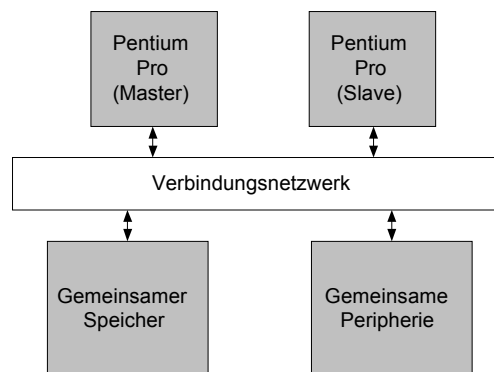 Pentium
Pro
(Master)
Pentium
Pro
(Slave)
Verbindungsnetzwerk
Gemeinsamer
Speicher
Gemeinsame
Peripherie